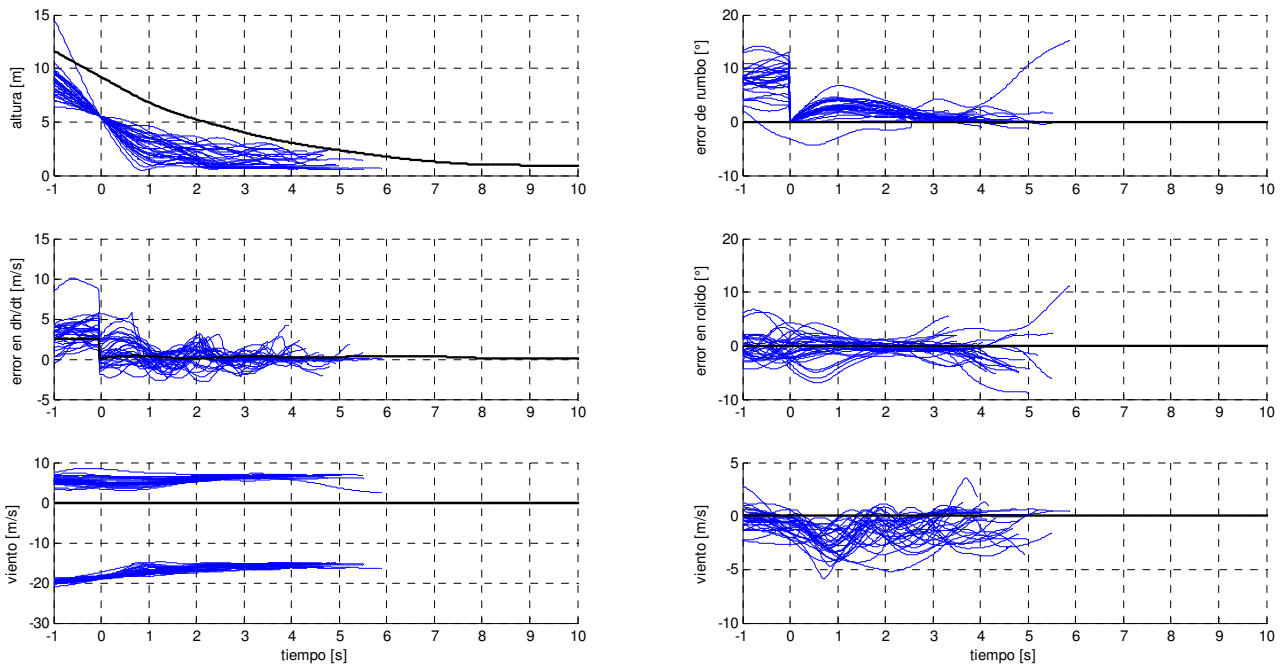 15
10
5
0
altura [m]
-1 0 1 2 3 4 5 6 7 8 9 10
20
10
0
-10
error de rumbo [°]
-1 0 1 2 3 4 5 6 7 8 9 10
15
10
5
0
-5
error en dh/dt [m/s]
-1 0 1 2 3 4 5 6 7 8 9 10
20
10
0
-10
error en rolido [°]
-1 0 1 2 3 4 5 6 7 8 9 10
10
0
-10
-20
-30
viento [m/s]
-1 0 1 2 3 4 5 6 7 8 9 10
tiempo [s]
5
0
-5
-10
viento [m/s]
-1 0 1 2 3 4 5 6 7 8 9 10
tiempo [s]